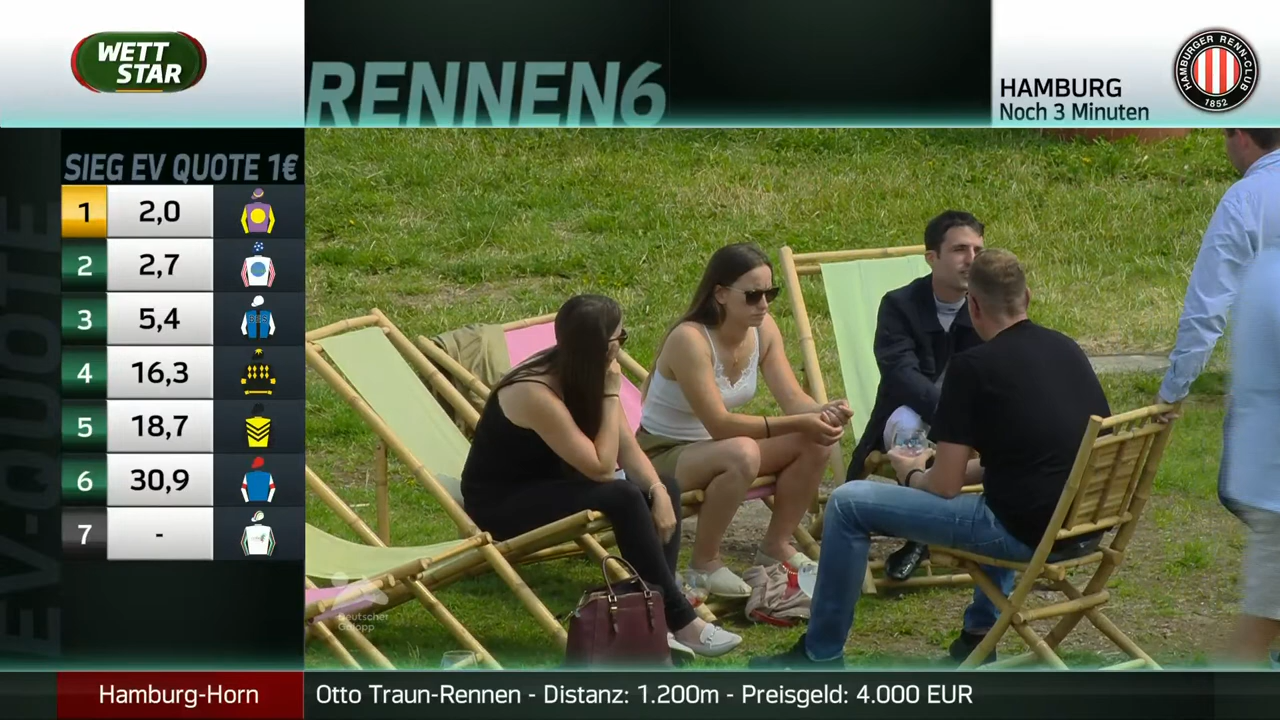 WETT
STAR
RENNEN6
HAMBURG
Noch 3 Minuten
HAMBURGER RENN-CLUB
1852
EV-QUOTE
SIEG EV QUOTE 1€
1 2,0
2 2,7
3 5,4
4 16,3
5 18,7
6 30,9
7 -
Deutscher
Galopp
Hamburg-Horn
Otto Traun-Rennen - Distanz: 1.200m - Preisgeld: 4.000 EUR